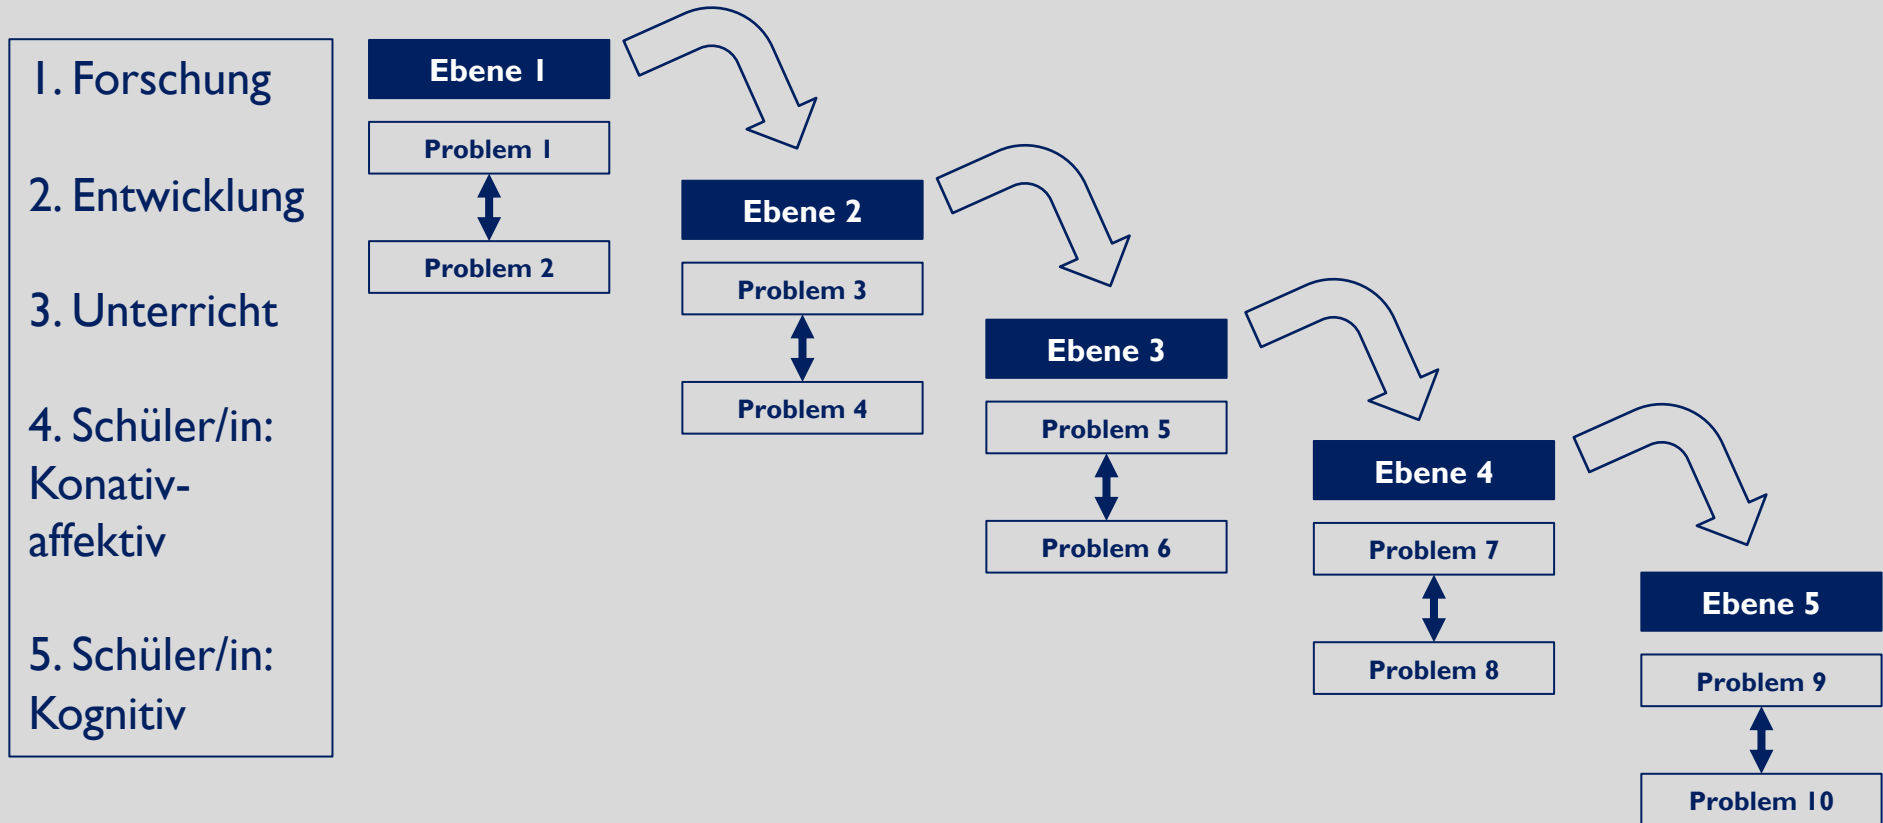 1. Forschung
2. Entwicklung
3. Unterricht
4. Schüler/in:
Konativ-
affektiv
5. Schüler/in:
Kognitiv
Ebene 1
Problem 1
Problem 2
Ebene 2
Problem 3
Problem 4
Ebene 3
Problem 5
Problem 6
Ebene 4
Problem 7
Problem 8
Ebene 5
Problem 9
Problem 10